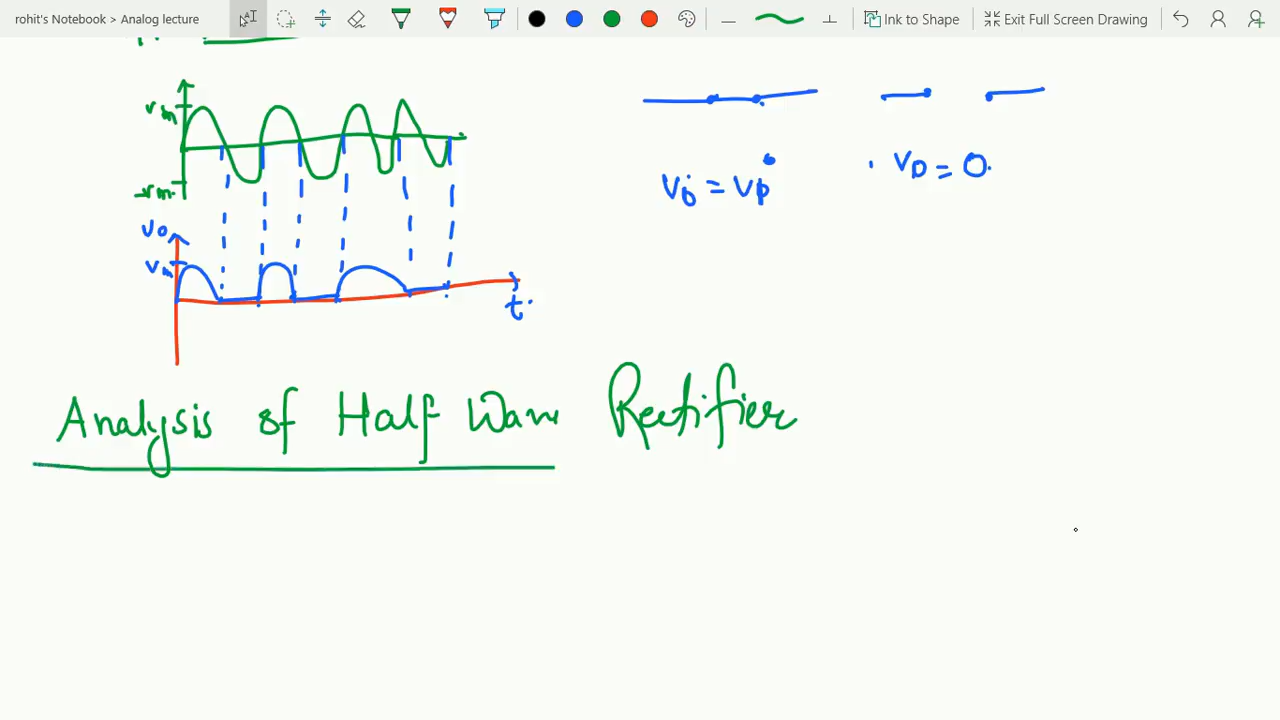 rohit's Notebook > Analog lecture
Ink to Shape
Exit Full Screen Drawing
Vm
-Vm
Vo
Vm
t
Vi = Vo
VD = 0
Analysis of Half Wave Rectifier